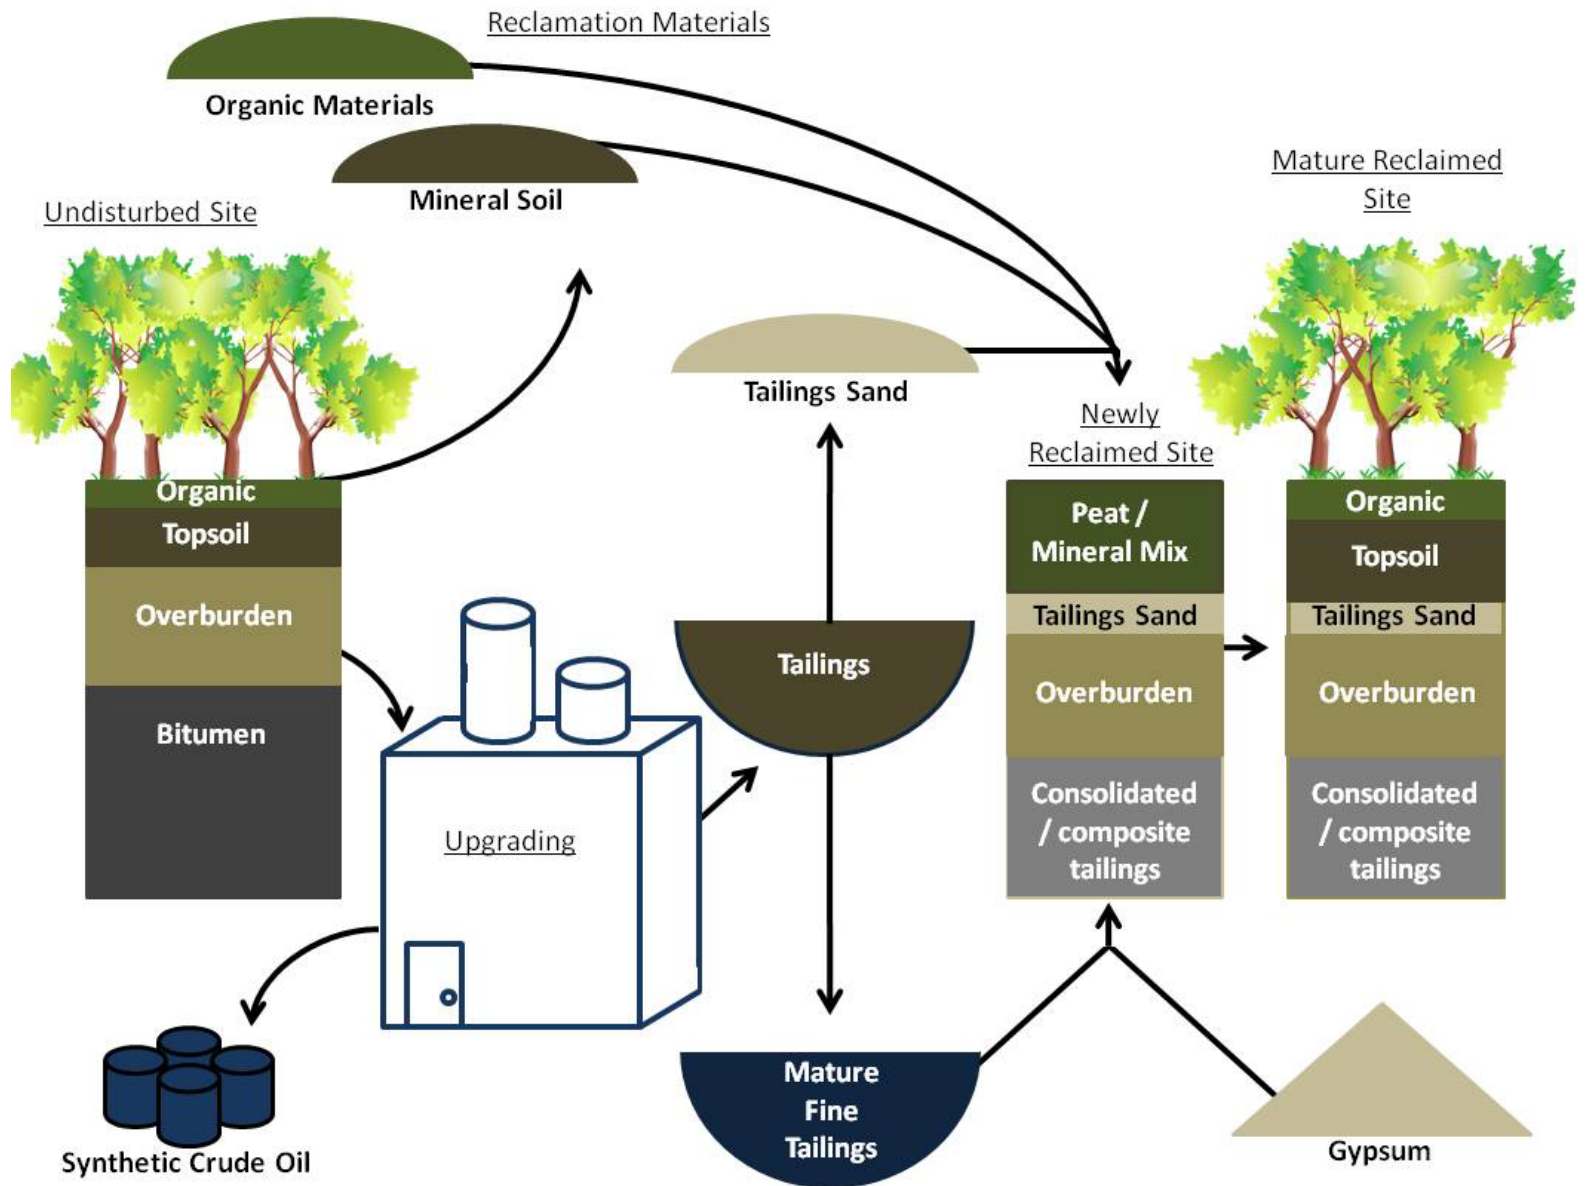 Reclamation Materials
Organic Materials
Mineral Soil
Undisturbed Site
Mature Reclaimed
Site
Tailings Sand
Newly
Reclaimed Site
Organic
Topsoil
Overburden
Bitumen
Peat /
Mineral Mix
Tailings Sand
Overburden
Consolidated
/ composite
tailings
Organic
Topsoil
Tailings Sand
Overburden
Consolidated
/ composite
tailings
Tailings
Upgrading
Mature
Fine
Tailings
Synthetic Crude Oil
Gypsum